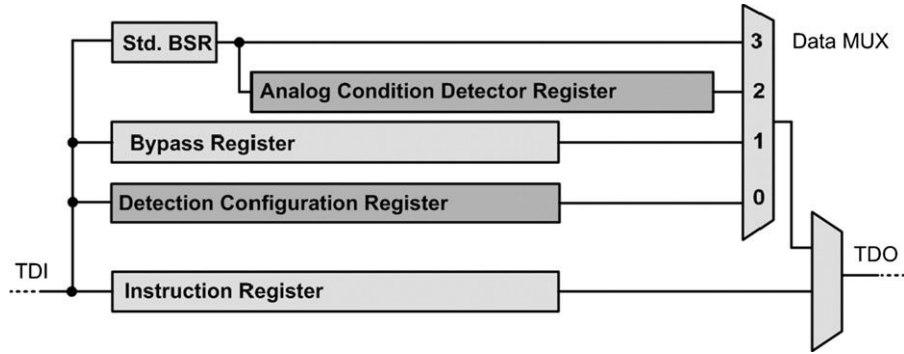 Std. BSR
3
Data MUX
Analog Condition Detector Register
2
Bypass Register
1
Detection Configuration Register
0
TDI
TDO
Instruction Register